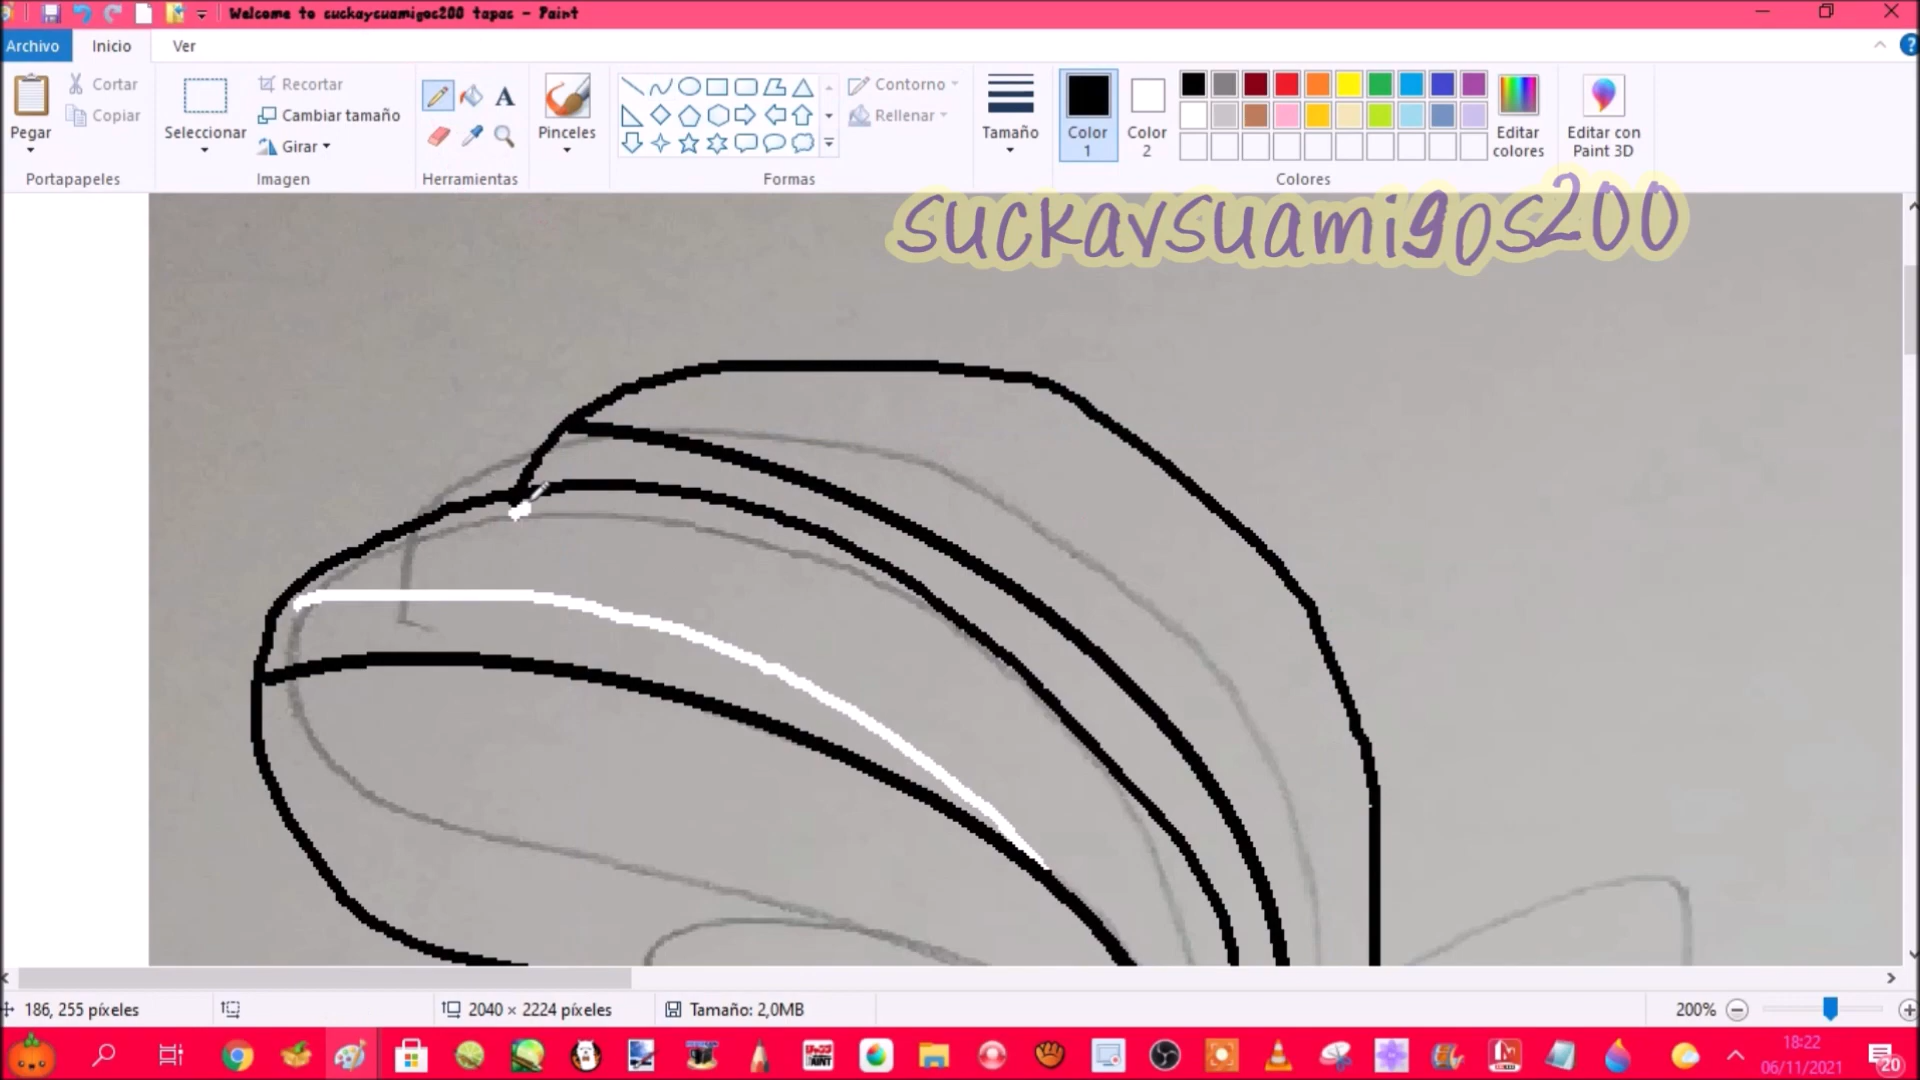 Welcome to suckaysuamigos200 tapas - Paint
Archivo
Inicio
Ver
Pegar
Cortar
Copiar
Portapapeles
Seleccionar
Recortar
Cambiar tamaño
Girar
Imagen
A
Herramientas
Pinceles
Formas
Contorno
Rellenar
Tamaño
Color
1
Color
2
Editar
colores
Editar con
Paint 3D
Colores
suckaysuamigos200
186, 255 píxeles
2040 × 2224 píxeles
Tamaño: 2,0MB
200%
18:22
06/11/2021
20